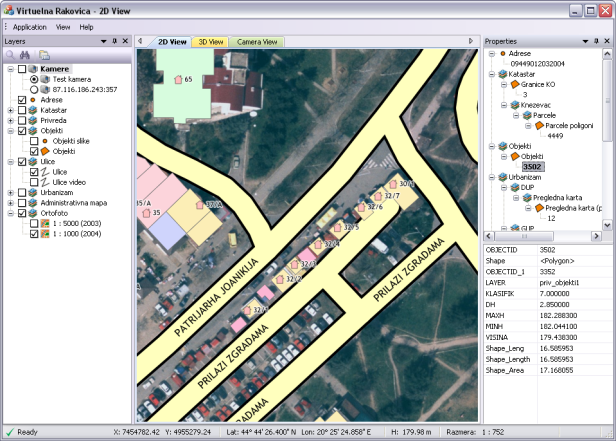 Virtuelna Rakovica - 2D View
Application View Help
Layers
Kamere
Test kamera
87.116.186.243:357
Adrese
Katastar
Privreda
Objekti
Objekti slike
Objekti
Ulice
Ulice
Ulice video
Urbanizam
Administrativna mapa
Ortofoto
1 : 5000 (2003)
1 : 1000 (2004)
2D View 3D View Camera View
65
30/1
32/7
32/6
37/A
35/A
35
32/5
32/4
32/3
32/2
32/1
PATRIJARHA JOANIKIJA
PRILAZI ZGRADAMA
PRILAZI ZGRADAMA
Properties
Adrese
09449012032004
Katastar
Granice KO
3
Knezevac
Parcele
Parcele poligoni
4449
Objekti
Objekti
3502
Urbanizam
DUP
Pregledna karta
Pregledna karta (p
12
GUP
OBJECTID 3502
Shape <Polygon>
OBJECTID_1 3352
LAYER priv_objekti1
KLASIFIK 7.000000
DH 2.850000
MAXH 182.288300
MINH 182.044100
VISINA 179.438300
Shape_Leng 16.585953
Shape_Length 16.585953
Shape_Area 17.168055
Ready X: 7454782.42 Y: 4955279.24 Lat: 44° 44' 26.400" N Lon: 20° 25' 24.858" E H: 179.98 m Razmera: 1 : 752